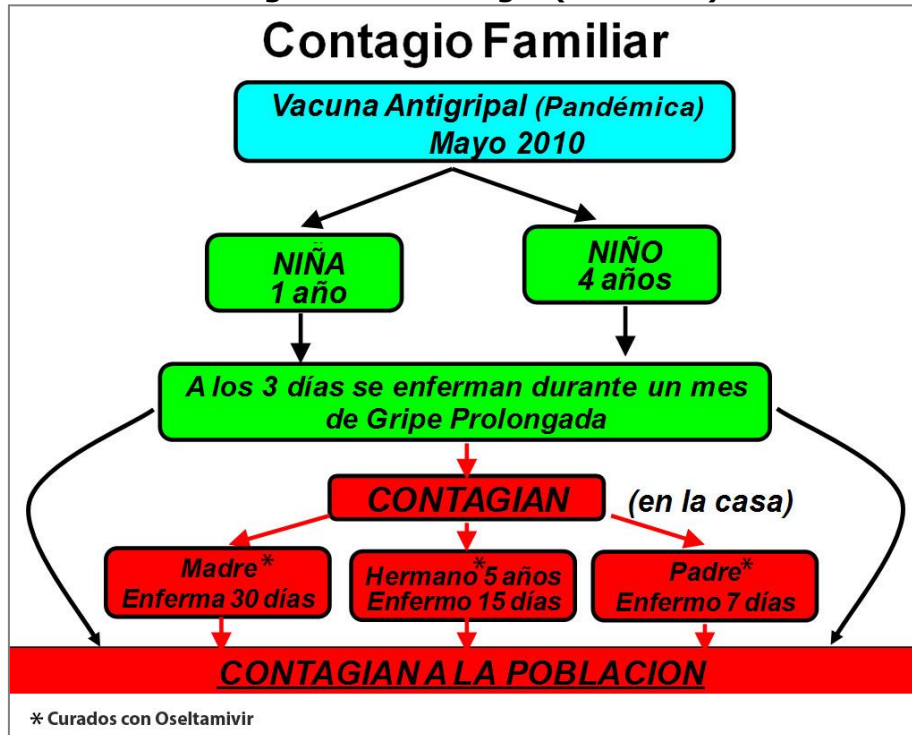 Contagio Familiar
Vacuna Antigripal (Pandémica)
Mayo 2010
NIÑA
1 año
NIÑO
4 años
A los 3 días se enferman durante un mes
de Gripe Prolongada
CONTAGIAN
(en la casa)
Madre*
Enferma 30 días
Hermano* 5 años
Enfermo 15 días
Padre*
Enfermo 7 días
CONTAGIAN A LA POBLACION
* Curados con Oseltamivir